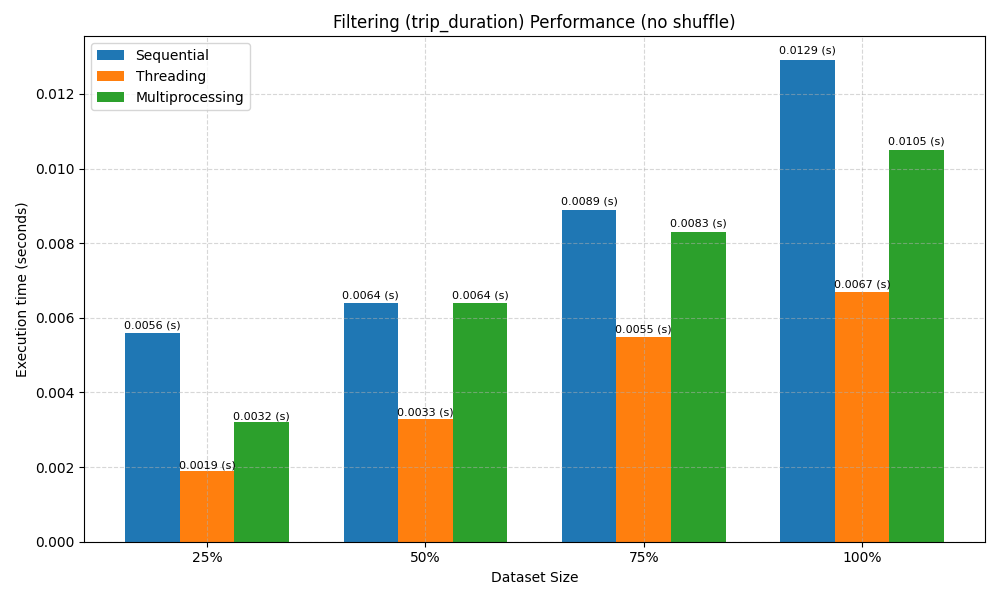 Filtering (trip_duration) Performance (no shuffle)
Sequential
Threading
Multiprocessing
Execution time (seconds)
0.012
0.010
0.008
0.006
0.004
0.002
0.000
0.0056 (s)
0.0019 (s)
0.0032 (s)
0.0064 (s)
0.0033 (s)
0.0064 (s)
0.0089 (s)
0.0055 (s)
0.0083 (s)
0.0129 (s)
0.0067 (s)
0.0105 (s)
25%
50%
75%
100%
Dataset Size